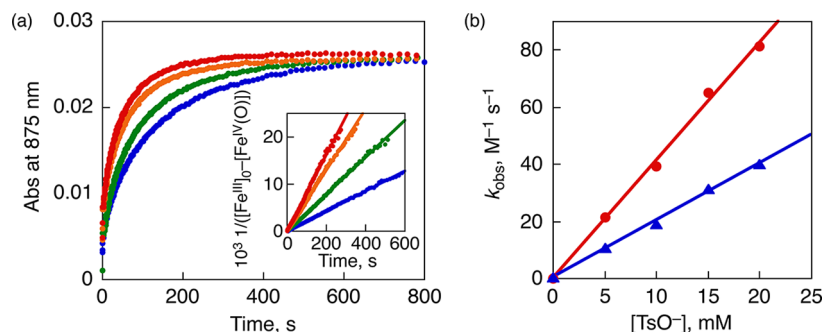 (a)
Abs at 875 nm
0.03
0.02
0.01
0
0 200 400 600 800
Time, s
10³ 1/([Feᴵᴵᴵ]₀–[Feᴵⱽ(O)])
20
10
0
0 200 400 600
Time, s
(b)
kobs, M⁻¹ s⁻¹
80
60
40
20
0
0 5 10 15 20 25
[TsO⁻], mM